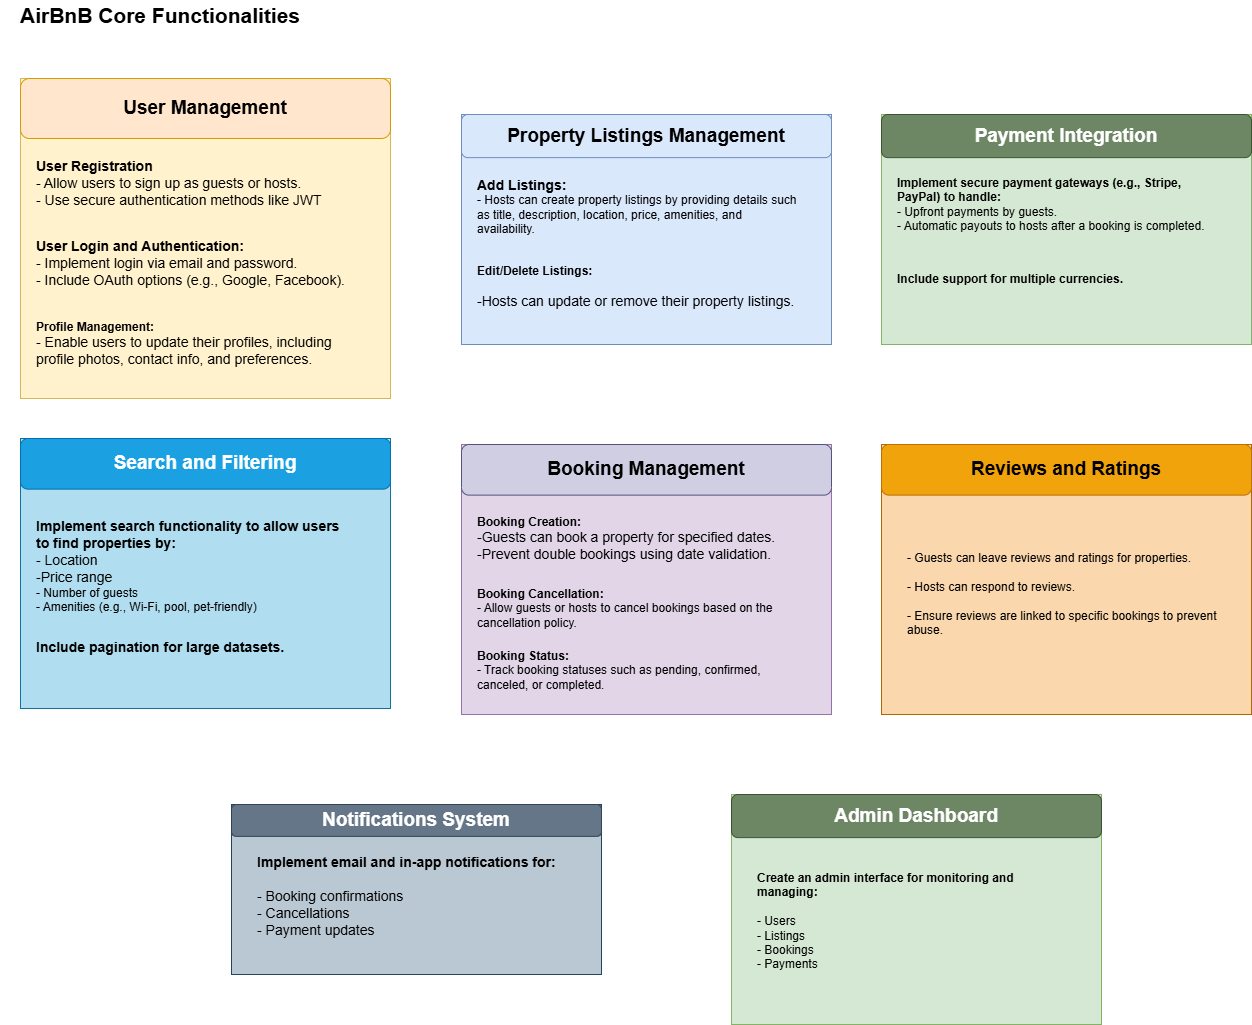 AirBnB Core Functionalities
User Management
User Registration
- Allow users to sign up as guests or hosts.
- Use secure authentication methods like JWT
User Login and Authentication:
- Implement login via email and password.
- Include OAuth options (e.g., Google, Facebook).
Profile Management:
- Enable users to update their profiles, including
profile photos, contact info, and preferences.
Property Listings Management
Add Listings:
- Hosts can create property listings by providing details such
as title, description, location, price, amenities, and
availability.
Edit/Delete Listings:
-Hosts can update or remove their property listings.
Payment Integration
Implement secure payment gateways (e.g., Stripe,
PayPal) to handle:
- Upfront payments by guests.
- Automatic payouts to hosts after a booking is completed.
Include support for multiple currencies.
Search and Filtering
Implement search functionality to allow users
to find properties by:
- Location
-Price range
- Number of guests
- Amenities (e.g., Wi-Fi, pool, pet-friendly)
Include pagination for large datasets.
Booking Management
Booking Creation:
-Guests can book a property for specified dates.
-Prevent double bookings using date validation.
Booking Cancellation:
- Allow guests or hosts to cancel bookings based on the
cancellation policy.
Booking Status:
- Track booking statuses such as pending, confirmed,
canceled, or completed.
Reviews and Ratings
- Guests can leave reviews and ratings for properties.
- Hosts can respond to reviews.
- Ensure reviews are linked to specific bookings to prevent
abuse.
Notifications System
Implement email and in-app notifications for:
- Booking confirmations
- Cancellations
- Payment updates
Admin Dashboard
Create an admin interface for monitoring and
managing:
- Users
- Listings
- Bookings
- Payments